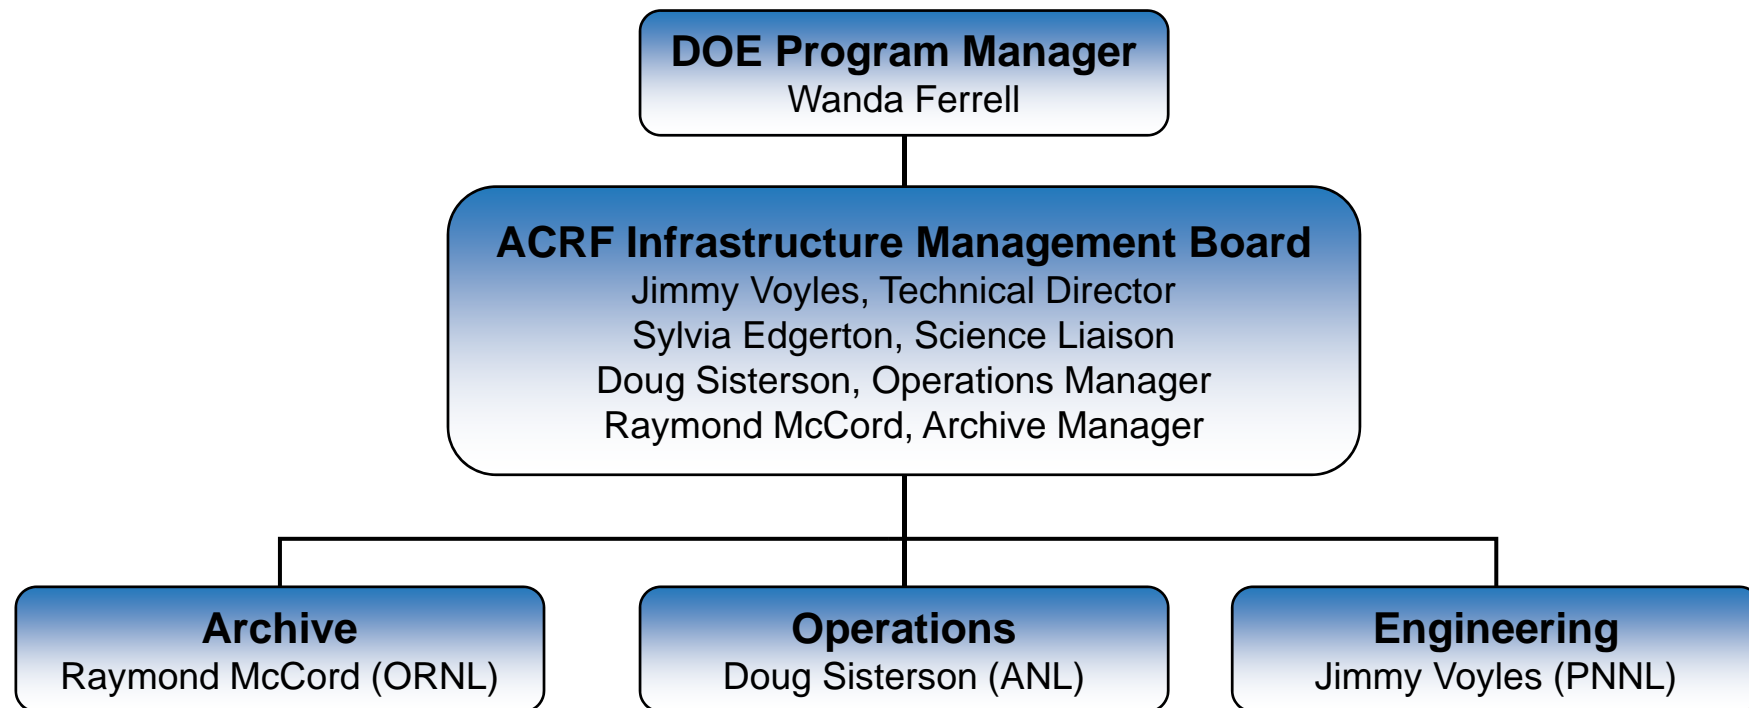 DOE Program Manager
Wanda Ferrell
ACRF Infrastructure Management Board
Jimmy Voyles, Technical Director
Sylvia Edgerton, Science Liaison
Doug Sisterson, Operations Manager
Raymond McCord, Archive Manager
Archive
Raymond McCord (ORNL)
Operations
Doug Sisterson (ANL)
Engineering
Jimmy Voyles (PNNL)